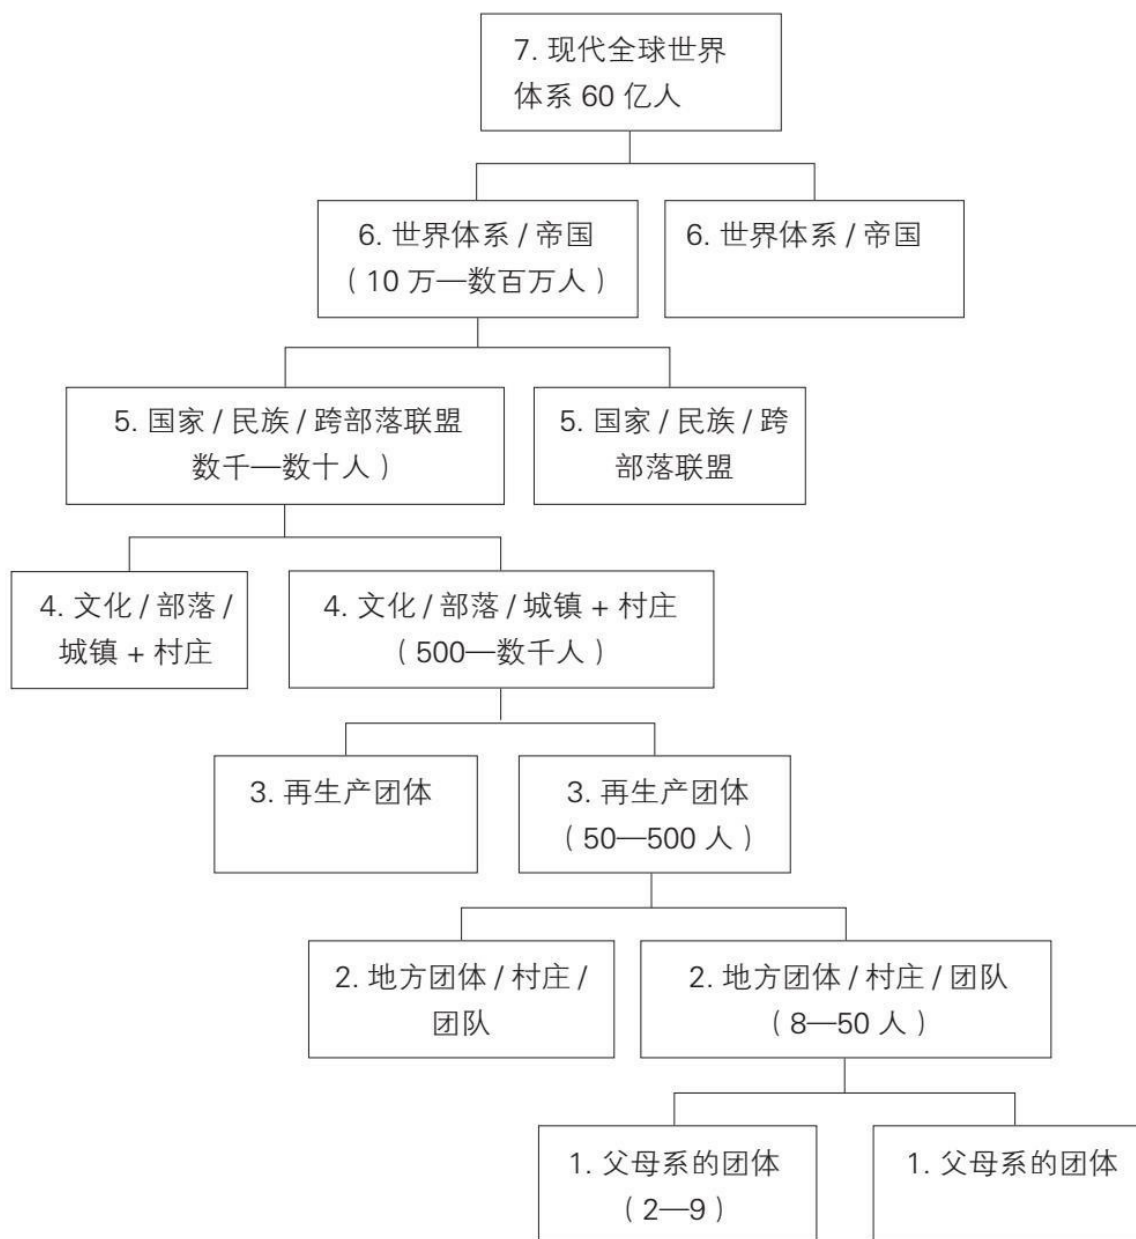 7. 现代全球世界
体系 60 亿人
6. 世界体系 / 帝国
（10 万—数百万人）
6. 世界体系 / 帝国
5. 国家 / 民族 / 跨部落联盟
数千—数十人）
5. 国家 / 民族 / 跨
部落联盟
4. 文化 / 部落 /
城镇 + 村庄
4. 文化 / 部落 / 城镇 + 村庄
（500—数千人）
3. 再生产团体
3. 再生产团体
（50—500 人）
2. 地方团体 / 村庄 /
团队
2. 地方团体 / 村庄 / 团队
（8—50 人）
1. 父母系的团体
（2—9）
1. 父母系的团体